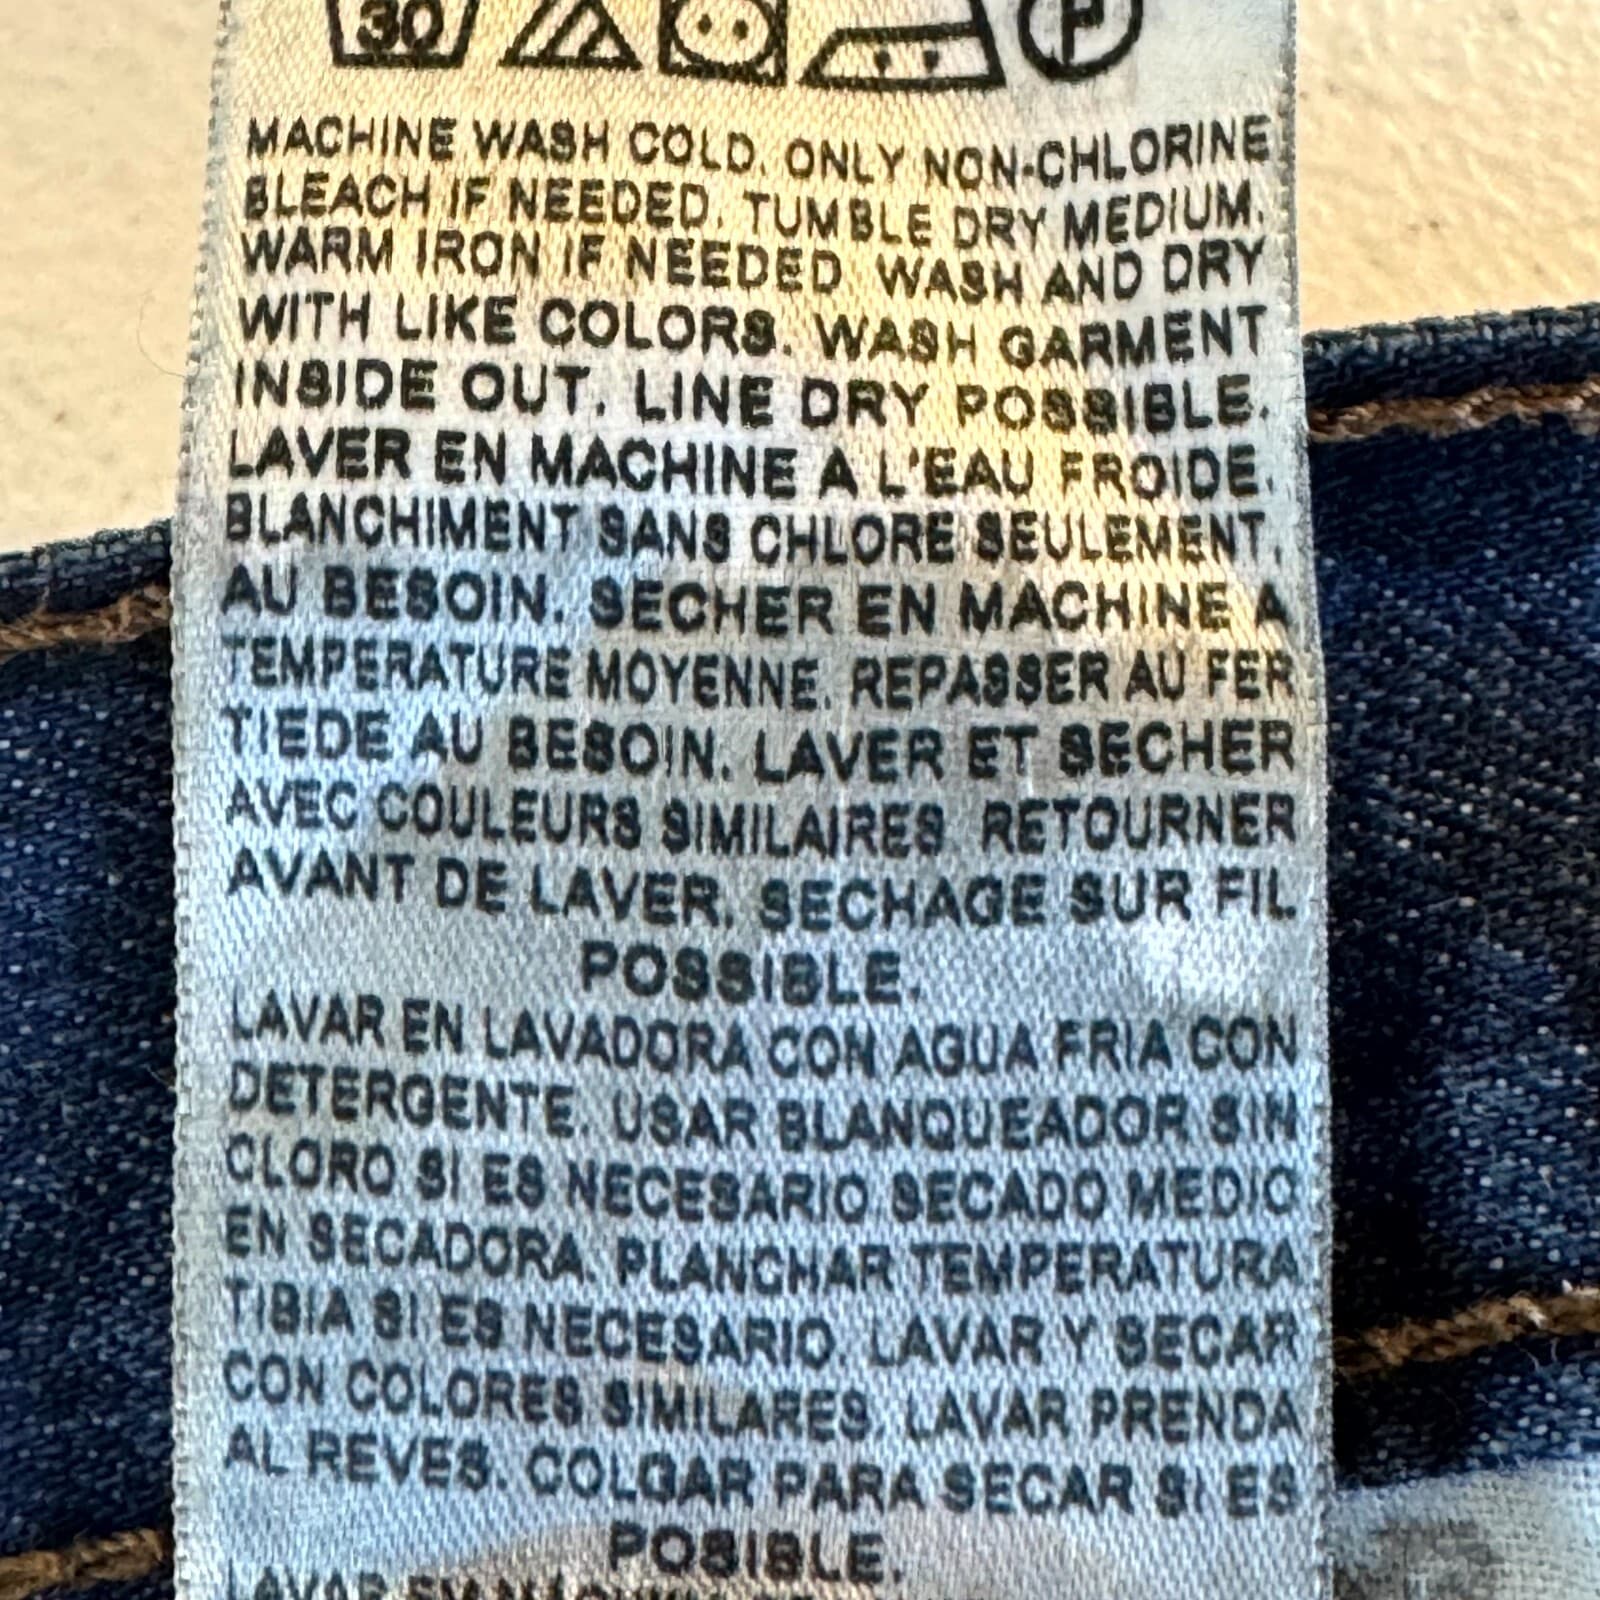 30 P
MACHINE WASH COLD. ONLY NON-CHLORINE
BLEACH IF NEEDED. TUMBLE DRY MEDIUM.
WARM IRON IF NEEDED. WASH AND DRY
WITH LIKE COLORS. WASH GARMENT
INSIDE OUT. LINE DRY POSSIBLE.
LAVER EN MACHINE A L'EAU FROIDE.
BLANCHIMENT SANS CHLORE SEULEMENT,
AU BESOIN. SECHER EN MACHINE A
TEMPERATURE MOYENNE. REPASSER AU FER
TIEDE AU BESOIN. LAVER ET SECHER
AVEC COULEURS SIMILAIRES. RETOURNER
AVANT DE LAVER. SECHAGE SUR FIL
POSSIBLE.
LAVAR EN LAVADORA CON AGUA FRIA CON
DETERGENTE. USAR BLANQUEADOR SIN
CLORO SI ES NECESARIO. SECADO MEDIO
EN SECADORA. PLANCHAR TEMPERATURA
TIBIA SI ES NECESARIO. LAVAR Y SECAR
CON COLORES SIMILARES. LAVAR PRENDA
AL REVES. COLGAR PARA SECAR SI ES
POSIBLE.
LAVAR